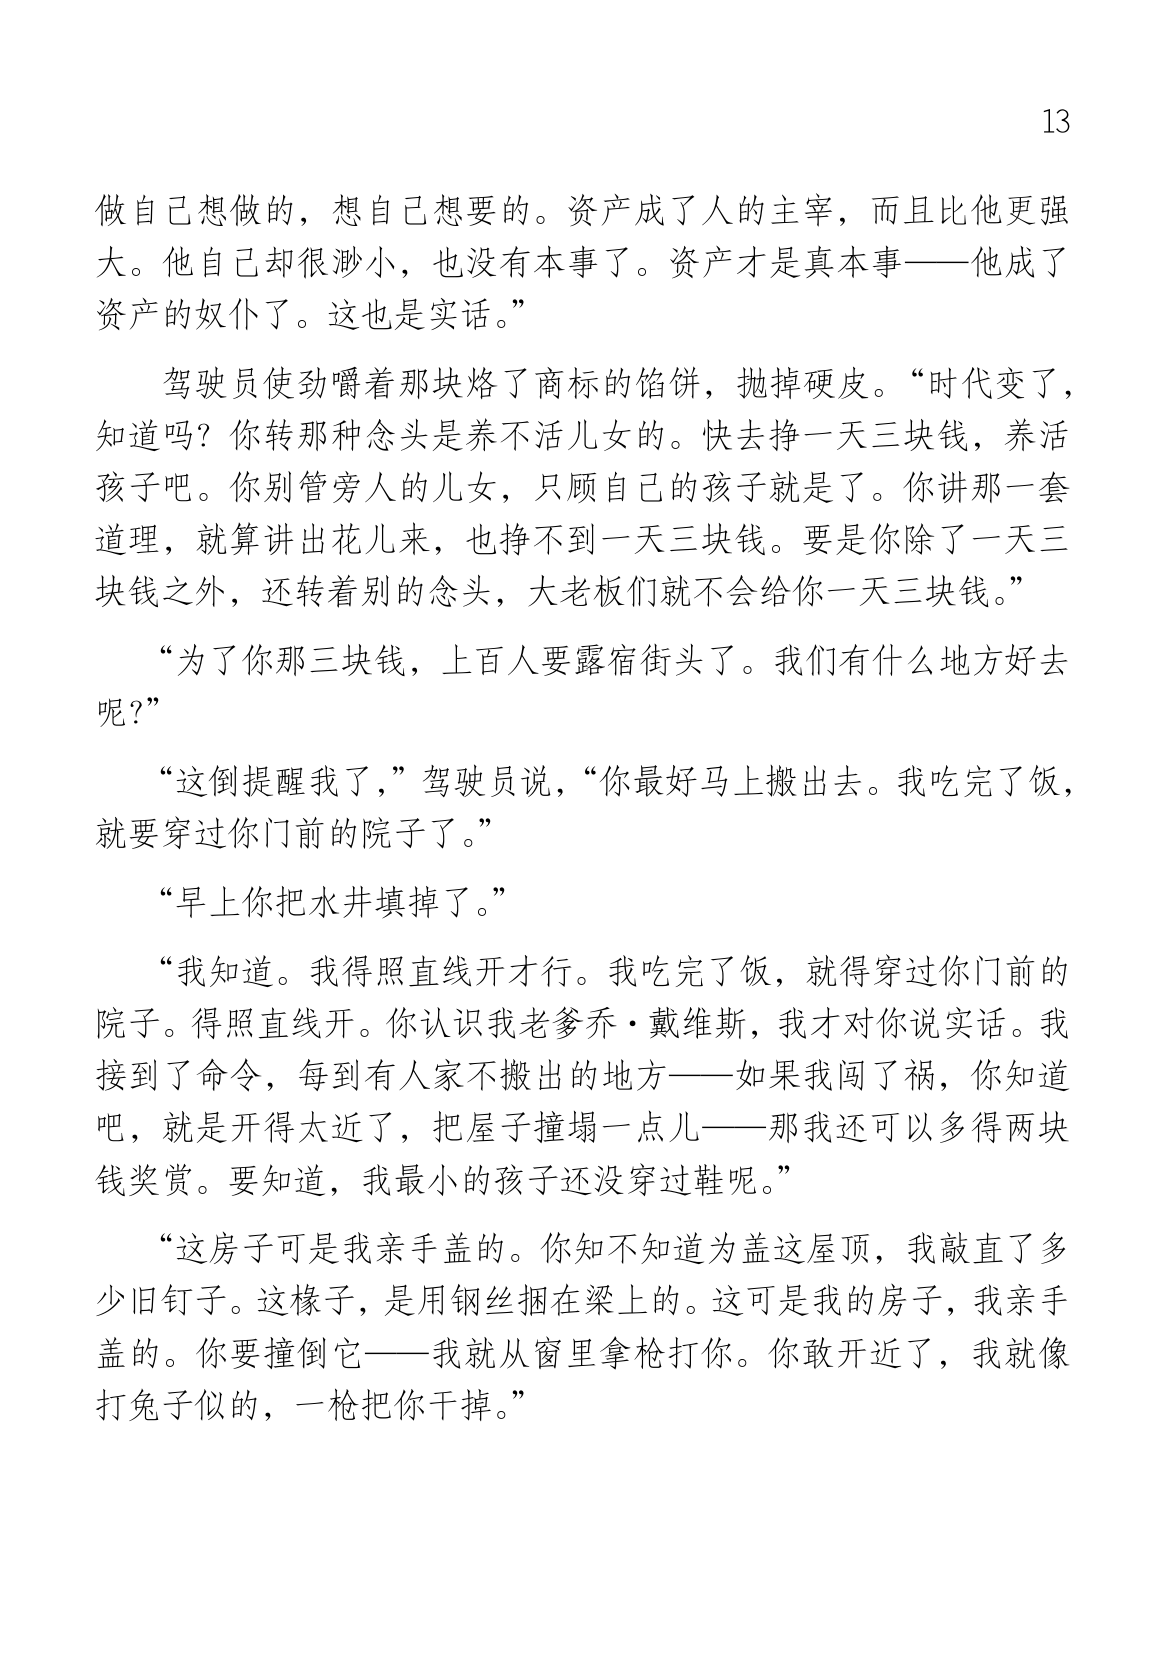 13
做自己想做的，想自己想要的。资产成了人的主宰，而且比他更强
大。他自己却很渺小，也没有本事了。资产才是真本事——他成了
资产的奴仆了。这也是实话。”
驾驶员使劲嚼着那块烙了商标的馅饼，抛掉硬皮。“时代变了，
知道吗？你转那种念头是养不活儿女的。快去挣一天三块钱，养活
孩子吧。你别管旁人的儿女，只顾自己的孩子就是了。你讲那一套
道理，就算讲出花儿来，也挣不到一天三块钱。要是你除了一天三
块钱之外，还转着别的念头，大老板们就不会给你一天三块钱。”
“为了你那三块钱，上百人要露宿街头了。我们有什么地方好去
呢？”
“这倒提醒我了，”驾驶员说，“你最好马上搬出去。我吃完了饭，
就要穿过你门前的院子了。”
“早上你把水井填掉了。”
“我知道。我得照直线开才行。我吃完了饭，就得穿过你门前的
院子。得照直线开。你认识我老爹乔·戴维斯，我才对你说实话。我
接到了命令，每到有人家不搬出的地方——如果我闯了祸，你知道
吧，就是开得太近了，把屋子撞塌一点儿——那我还可以多得两块
钱奖赏。要知道，我最小的孩子还没穿过鞋呢。”
“这房子可是我亲手盖的。你知不知道为盖这屋顶，我敲直了多
少旧钉子。这椽子，是用钢丝捆在梁上的。这可是我的房子，我亲手
盖的。你要撞倒它——我就从窗里拿枪打你。你敢开近了，我就像
打兔子似的，一枪把你干掉。”